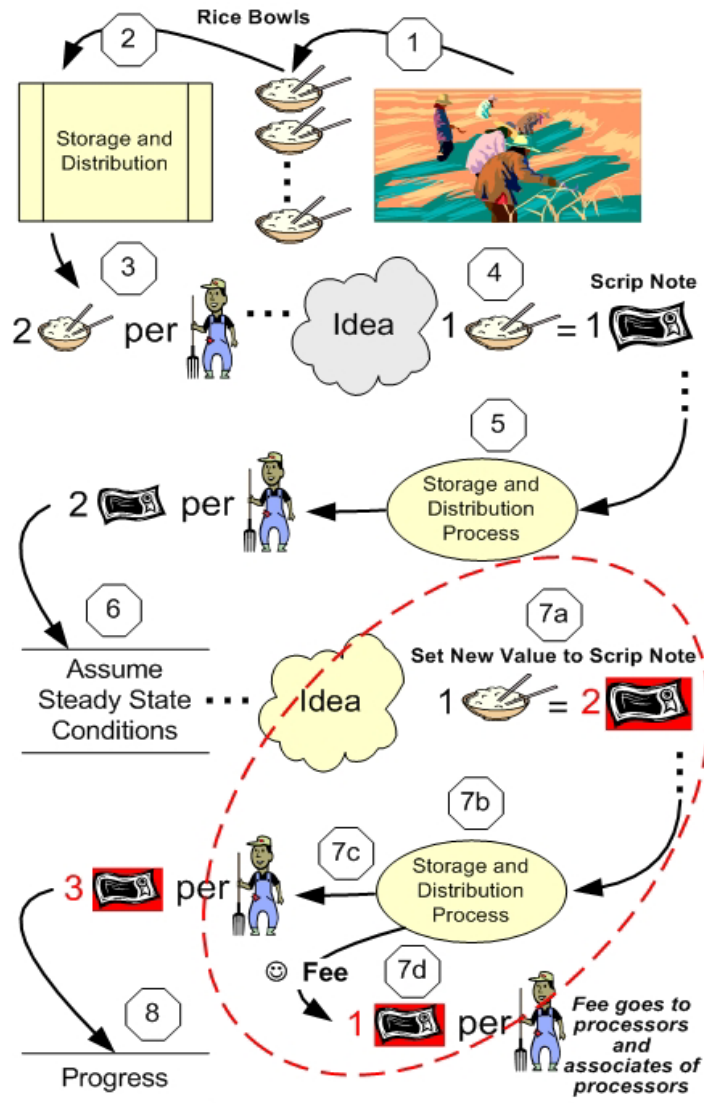 Rice Bowls
2
1
Storage and
Distribution
3
2 per
Idea
4
Scrip Note
1 = 1
5
Storage and
Distribution
Process
2 per
6
Assume
Steady State
Conditions
Idea
7a
Set New Value to Scrip Note
1 = 2
7b
7c
Storage and
Distribution
Process
3 per
Fee
7d
1 per
Fee goes to
processors
and
associates of
processors
8
Progress